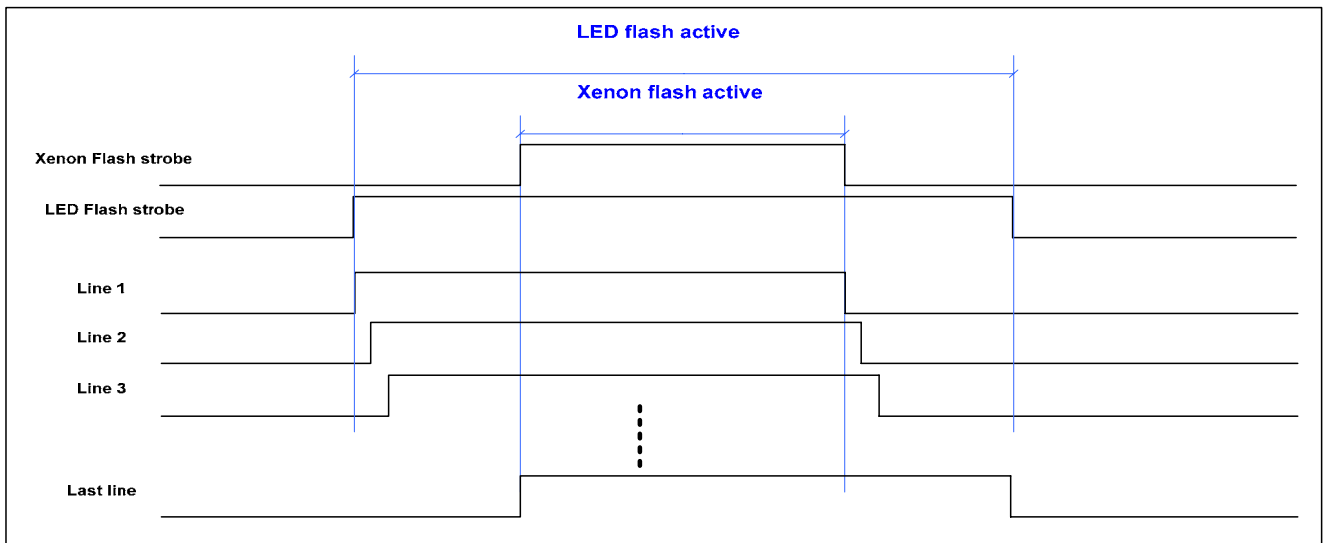 LED flash active
Xenon flash active
Xenon Flash strobe
LED Flash strobe
Line 1
Line 2
Line 3
Last line